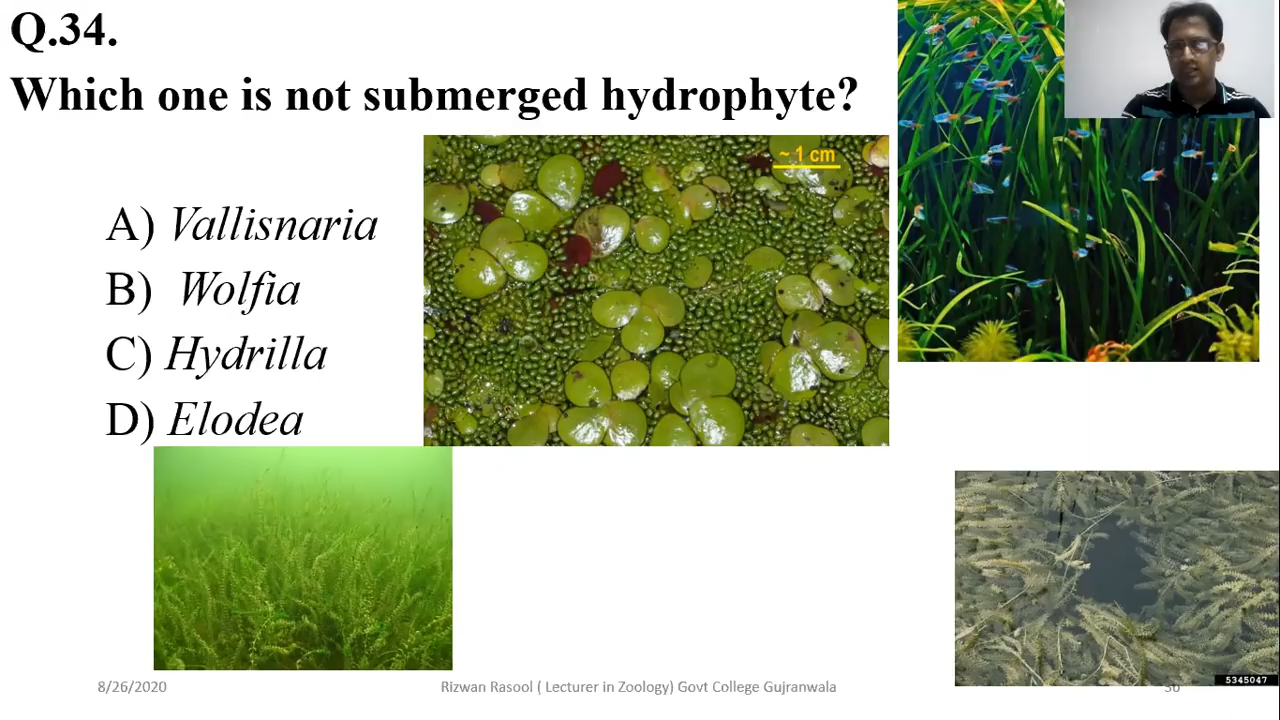 Q.34.
Which one is not submerged hydrophyte?
~ 1 cm
A) Vallisnaria
B) Wolfia
C) Hydrilla
D) Elodea
5345047
8/26/2020
Rizwan Rasool ( Lecturer in Zoology) Govt College Gujranwala